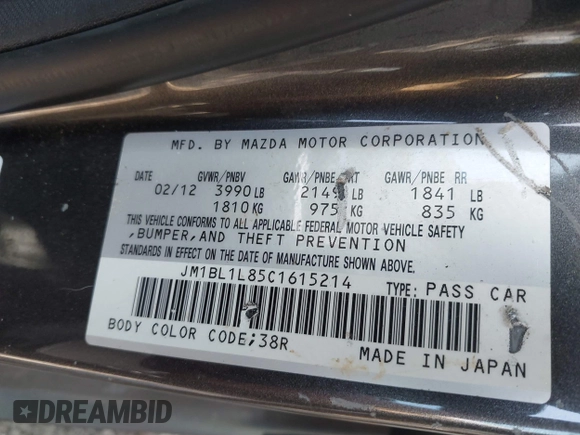 MFD. BY MAZDA MOTOR CORPORATION
DATE GVWR/PNBV GAWR/PNBE GAWR/PNBE RR
02/12 3990 LB LB 1841 LB
1810 KG 975 KG 835 KG
THIS VEHICLE CONFORMS TO ALL APPLICABLE FEDERAL MOTOR VEHICLE SAFETY
,BUMPER,AND THEFT PREVENTION
STANDARDS IN EFFECT ON THE DATE OF MANUFACTURE SHOWN ABOVE.
JM1BL1L85C1615214 TYPE: PASS CAR
BODY COLOR CODE;38R MADE IN JAPAN
DREAMBID